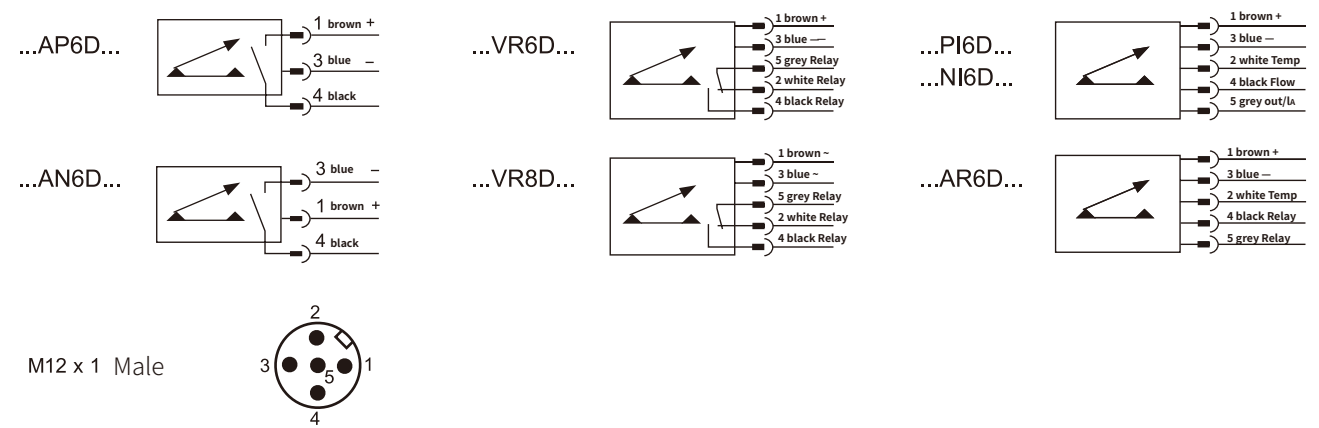 ...AP6D...
1 brown +
3 blue –
4 black
...VR6D...
1 brown +
3 blue —
5 grey Relay
2 white Relay
4 black Relay
...PI6D...
...NI6D...
1 brown +
3 blue —
2 white Temp
4 black Flow
5 grey out/lA
...AN6D...
3 blue –
1 brown +
4 black
...VR8D...
1 brown ~
3 blue ~
5 grey Relay
2 white Relay
4 black Relay
...AR6D...
1 brown +
3 blue —
2 white Temp
4 black Relay
5 grey Relay
M12 x 1 Male
2
3
5
1
4